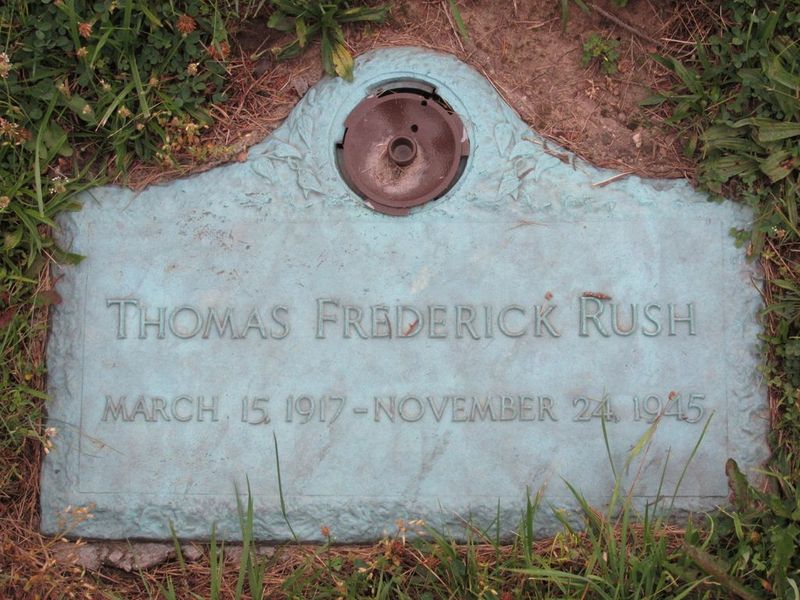 Thomas Frederick Rush
March 15, 1917 - November 24, 1945